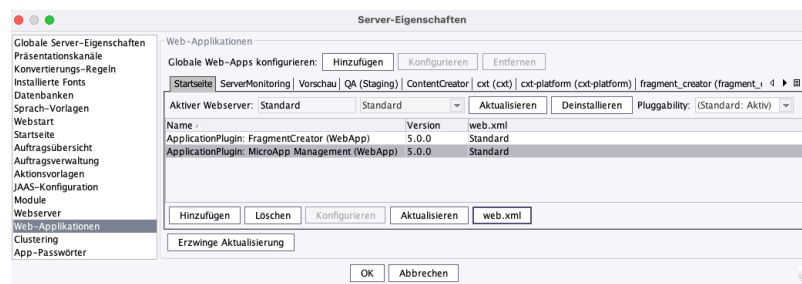 Server-Eigenschaften
Globale Server-Eigenschaften
Präsentationskanäle
Konvertierungs-Regeln
Installierte Fonts
Datenbanken
Sprach-Vorlagen
Webstart
Startseite
Auftragsübersicht
Auftragsverwaltung
Aktionsvorlagen
JAAS-Konfiguration
Module
Webserver
Web-Applikationen
Clustering
App-Passwörter
Web-Applikationen
Globale Web-Apps konfigurieren: Hinzufügen Konfigurieren Entfernen
Startseite ServerMonitoring Vorschau QA (Staging) ContentCreator cxt (cxt) cxt-platform (cxt-platform) fragment_creator (fragment_
Aktiver Webserver: Standard Standard Aktualisieren Deinstallieren Pluggability: (Standard: Aktiv)
Name Version web.xml
ApplicationPlugin: FragmentCreator (WebApp) 5.0.0 Standard
ApplicationPlugin: MicroApp Management (WebApp) 5.0.0 Standard
Hinzufügen Löschen Konfigurieren Aktualisieren web.xml
Erzwinge Aktualisierung
OK Abbrechen